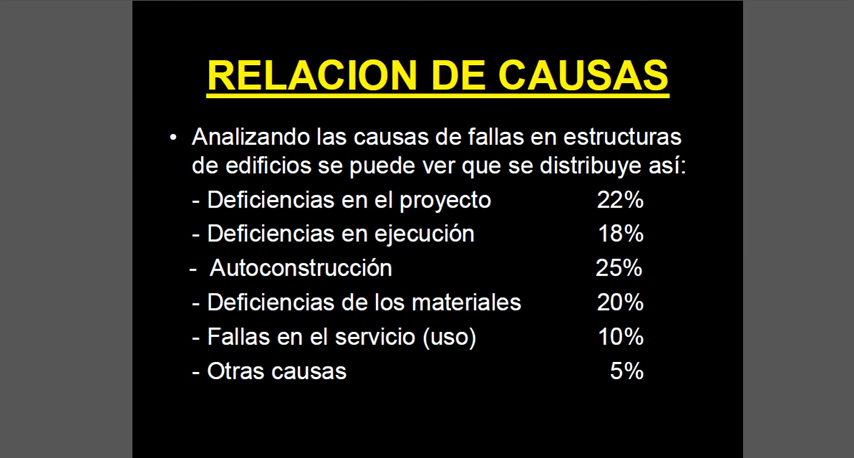 RELACION DE CAUSAS
• Analizando las causas de fallas en estructuras
de edificios se puede ver que se distribuye así:
- Deficiencias en el proyecto 22%
- Deficiencias en ejecución 18%
- Autoconstrucción 25%
- Deficiencias de los materiales 20%
- Fallas en el servicio (uso) 10%
- Otras causas 5%